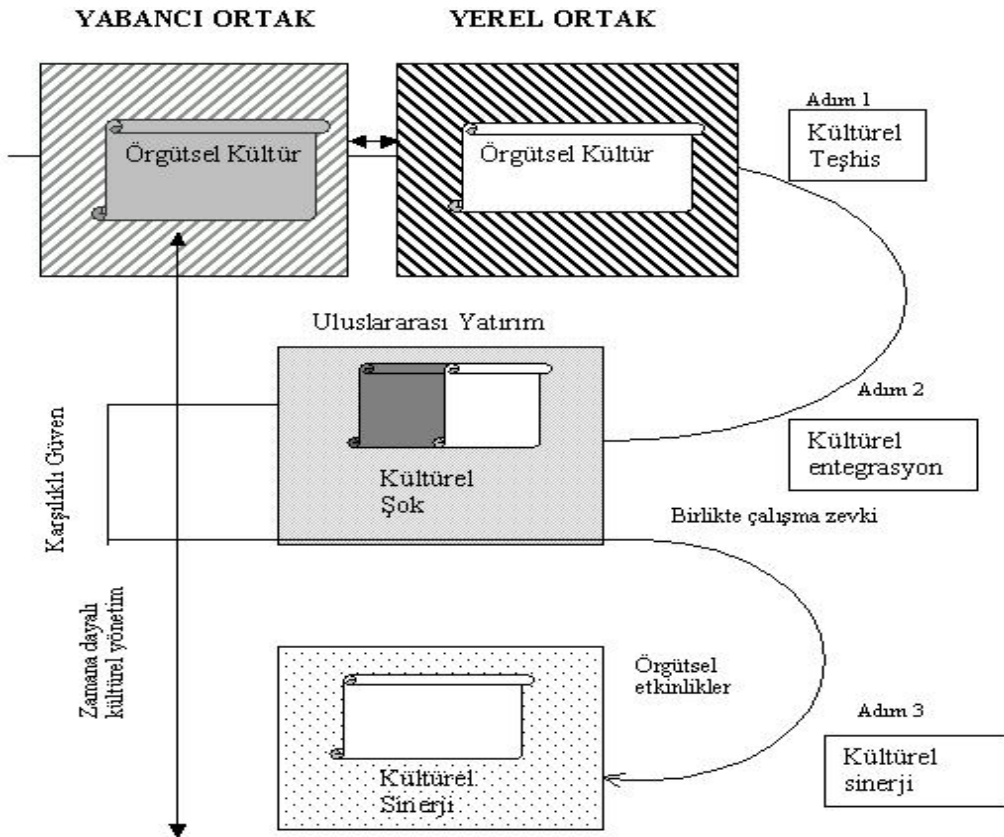 YABANCI ORTAK
YEREL ORTAK
Örgütsel Kültür
Örgütsel Kültür
Adım 1
Kültürel
Teşhis
Uluslararası Yatırım
Kültürel
Şok
Adım 2
Kültürel
entegrasyon
Karşılıklı Güven
Birlikte çalışma zevki
Zamana dayalı
kültürel yönetim
Örgütsel
etkinlikler
Adım 3
Kültürel
sinerji
Kültürel
Sinerji